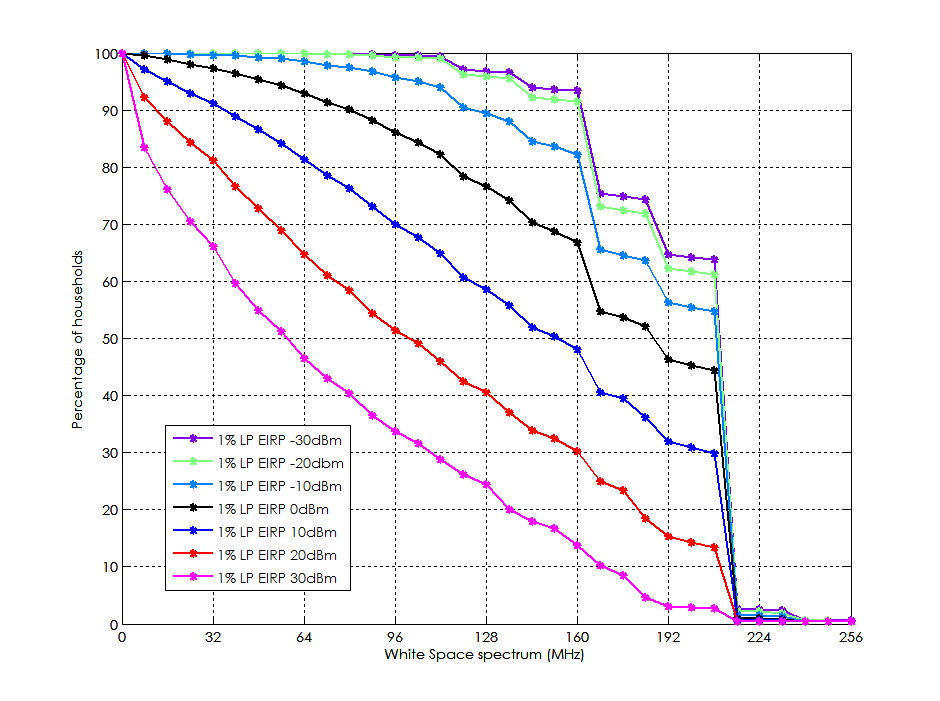 100
90
80
70
60
50
40
30
20
10
0
Percentage of households
1% LP EIRP -30dBm
1% LP EIRP -20dbm
1% LP EIRP -10dBm
1% LP EIRP 0dBm
1% LP EIRP 10dBm
1% LP EIRP 20dBm
1% LP EIRP 30dBm
0 32 64 96 128 160 192 224 256
White Space spectrum (MHz)